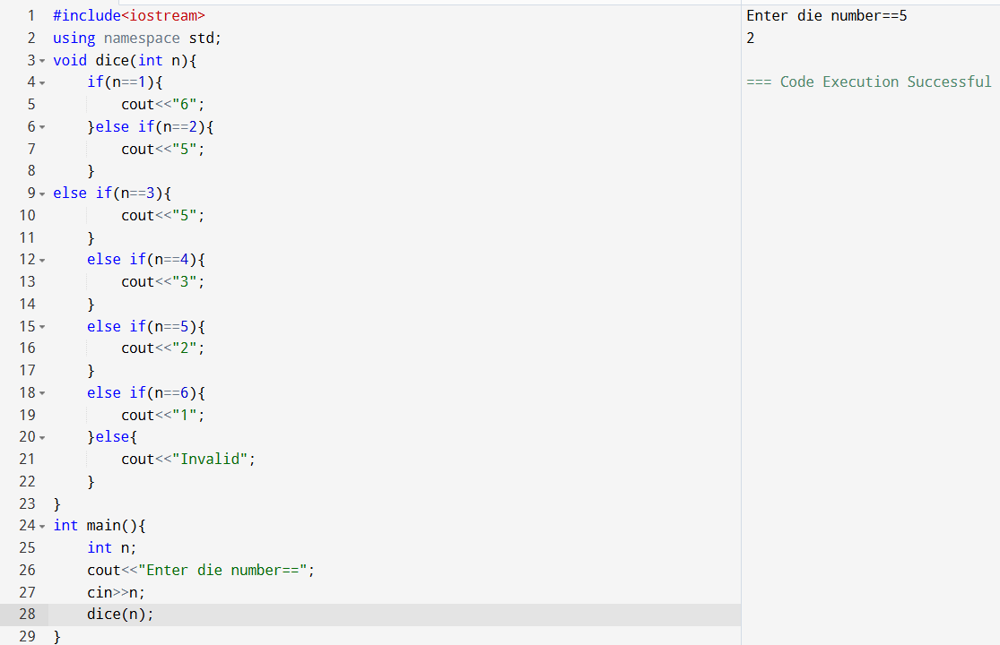 1 #include<iostream>
2 using namespace std;
3 void dice(int n){
4 if(n==1){
5 cout<<"6";
6 }else if(n==2){
7 cout<<"5";
8 }
9 else if(n==3){
10 cout<<"5";
11 }
12 else if(n==4){
13 cout<<"3";
14 }
15 else if(n==5){
16 cout<<"2";
17 }
18 else if(n==6){
19 cout<<"1";
20 }else{
21 cout<<"Invalid";
22 }
23 }
24 int main(){
25 int n;
26 cout<<"Enter die number==";
27 cin>>n;
28 dice(n);
29 }
Enter die number==5
2
=== Code Execution Successful